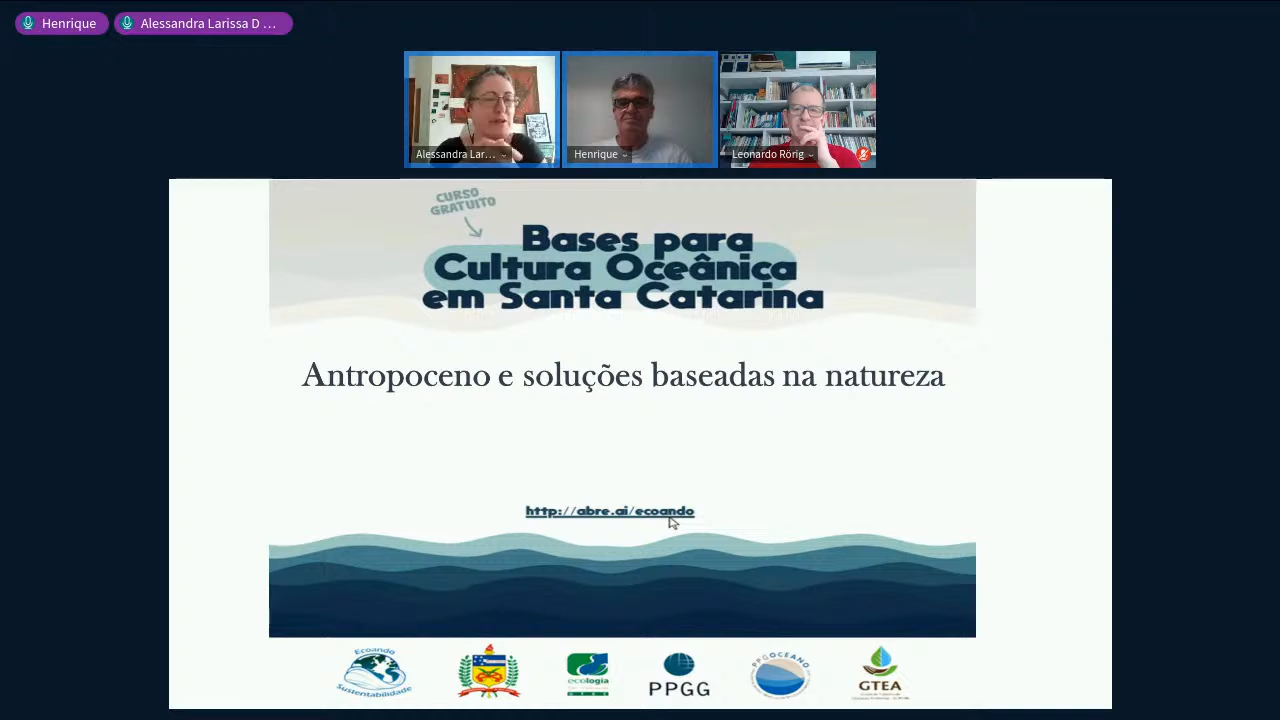 Henrique
Alessandra Larissa D ...
Alessandra Lar...
Henrique
Leonardo Rörig
CURSO
GRATUITO
Bases para
Cultura Oceânica
em Santa Catarina
Antropoceno e soluções baseadas na natureza
http://abre.ai/ecoando
Ecoando
Sustentabilidade
ecologia
UFSC
PPGG
PPGOCEANO
GTEA